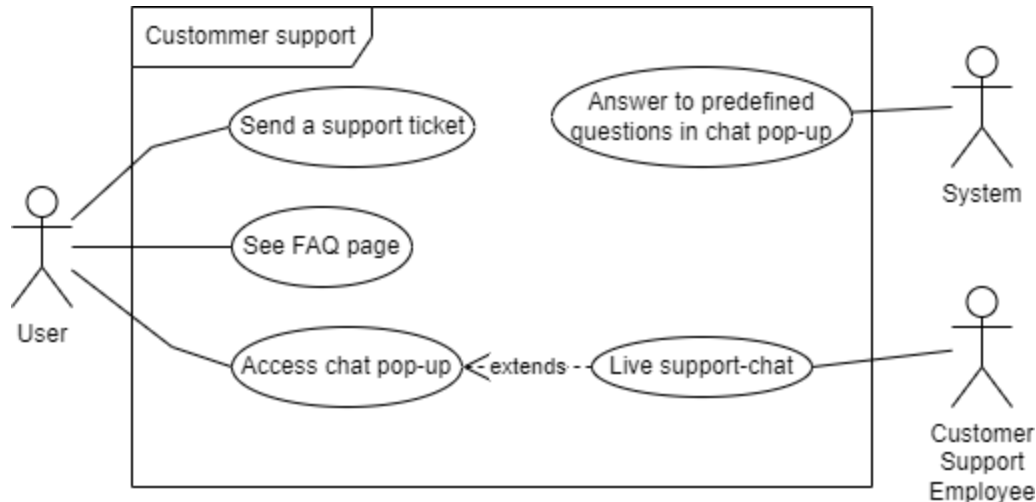 Custommer support
Send a support ticket
Answer to predefined
questions in chat pop-up
System
See FAQ page
User
Access chat pop-up
extends
Live support-chat
Customer
Support
Employee